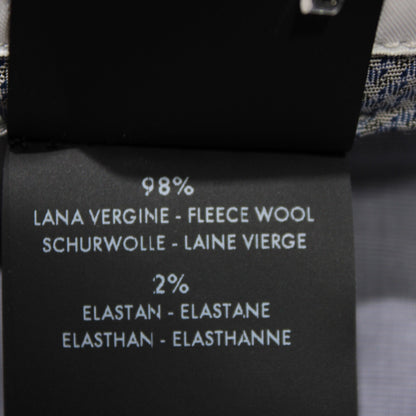 98%
LANA VERGINE - FLEECE WOOL
SCHURWOLLE - LAINE VIERGE
2%
ELASTAN - ELASTANE
ELASTHAN - ELASTHANNE